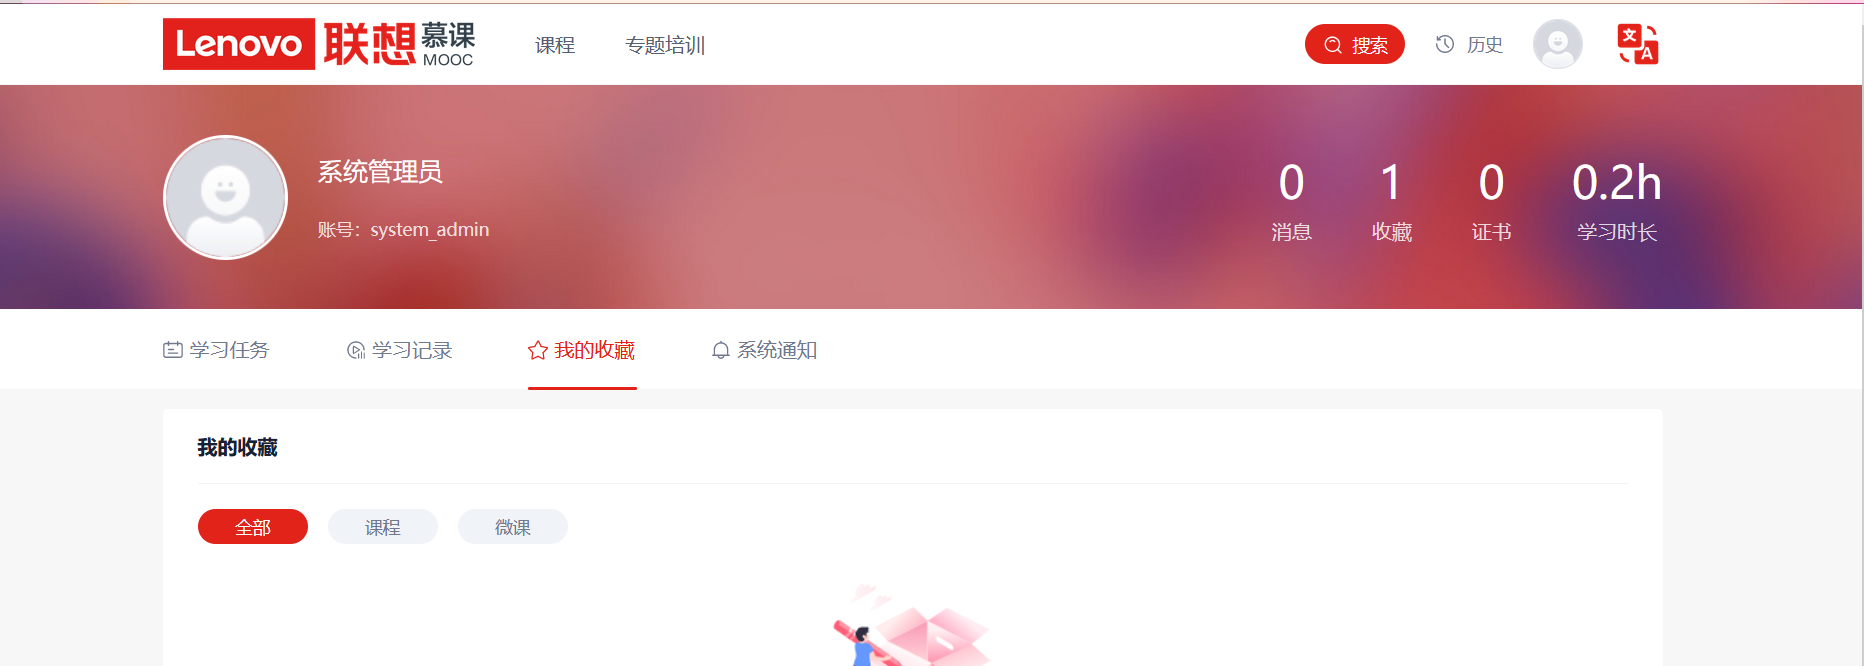 Lenovo 联想 慕课 MOOC
课程 专题培训 搜索 历史 文 A
系统管理员
账号：system_admin
0 1 0 0.2h
消息 收藏 证书 学习时长
学习任务 学习记录 我的收藏 系统通知
我的收藏
全部 课程 微课